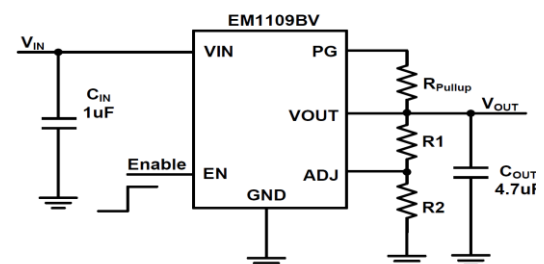 EM1109BV
VIN
VIN
PG
RPullup
CIN
1uF
VOUT
VOUT
R1
Enable
EN
ADJ
COUT
4.7uF
GND
R2